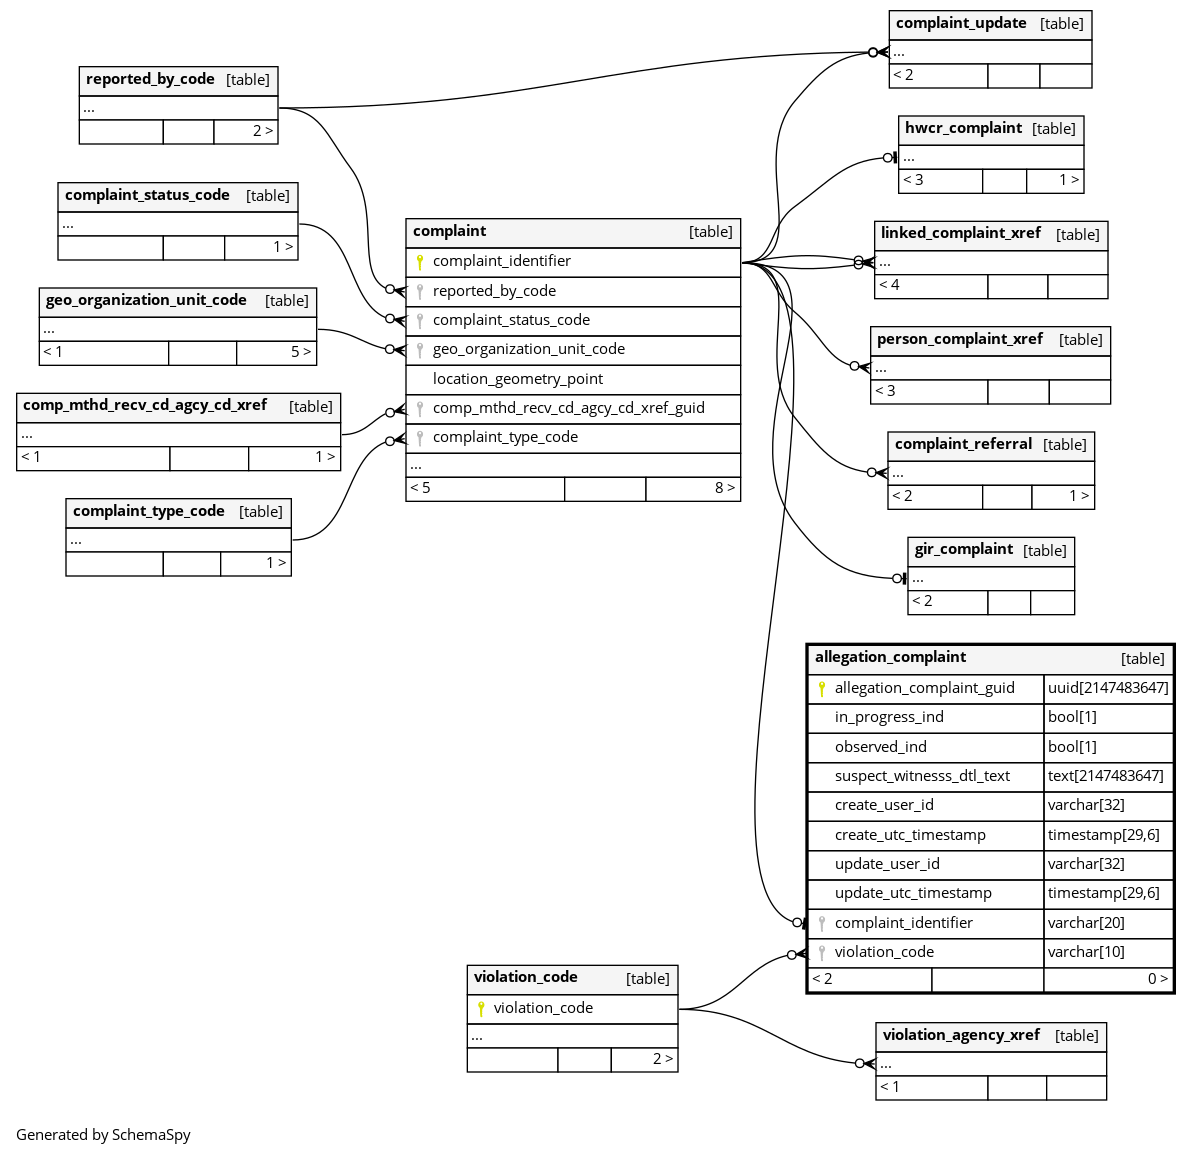 complaint_update [table]
...
< 2
reported_by_code [table]
...
2 >
hwcr_complaint [table]
...
< 3 1 >
complaint_status_code [table]
...
1 >
complaint [table]
complaint_identifier
reported_by_code
complaint_status_code
geo_organization_unit_code
location_geometry_point
comp_mthd_recv_cd_agcy_cd_xref_guid
complaint_type_code
...
< 5 8 >
linked_complaint_xref [table]
...
< 4
geo_organization_unit_code [table]
...
< 1 5 >
person_complaint_xref [table]
...
< 3
comp_mthd_recv_cd_agcy_cd_xref [table]
...
< 1 1 >
complaint_referral [table]
...
< 2 1 >
complaint_type_code [table]
...
1 >
gir_complaint [table]
...
< 2
allegation_complaint [table]
allegation_complaint_guid uuid[2147483647]
in_progress_ind bool[1]
observed_ind bool[1]
suspect_witnesss_dtl_text text[2147483647]
create_user_id varchar[32]
create_utc_timestamp timestamp[29,6]
update_user_id varchar[32]
update_utc_timestamp timestamp[29,6]
complaint_identifier varchar[20]
violation_code varchar[10]
< 2 0 >
violation_code [table]
violation_code
...
2 >
violation_agency_xref [table]
...
< 1
Generated by SchemaSpy